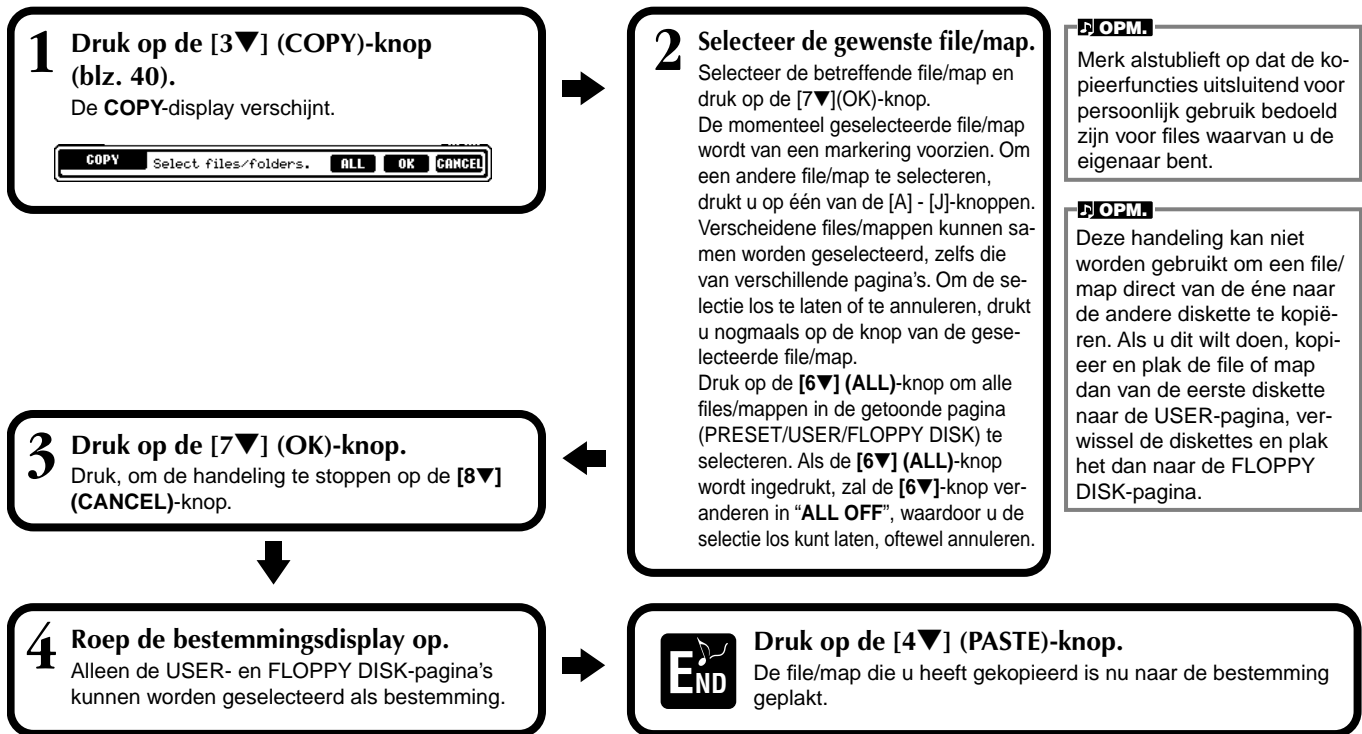 1 Druk op de [3▼] (COPY)-knop
(blz. 40).
De COPY-display verschijnt.
COPY Select files/folders. ALL OK CANCEL
2 Selecteer de gewenste file/map.
Selecteer de betreffende file/map en
druk op de [7▼](OK)-knop.
De momenteel geselecteerde file/map
wordt van een markering voorzien. Om
een andere file/map te selecteren,
drukt u op één van de [A] - [J]-knoppen.
Verscheidene files/mappen kunnen sa-
men worden geselecteerd, zelfs die
van verschillende pagina's. Om de se-
lectie los te laten of te annuleren, drukt
u nogmaals op de knop van de gese-
lecteerde file/map.
Druk op de [6▼] (ALL)-knop om alle
files/mappen in de getoonde pagina
(PRESET/USER/FLOPPY DISK) te
selecteren. Als de [6▼] (ALL)-knop
wordt ingedrukt, zal de [6▼]-knop ver-
anderen in “ALL OFF”, waardoor u de
selectie los kunt laten, oftewel annuleren.
OPM.
Merk alstublieft op dat de ko-
pieerfuncties uitsluitend voor
persoonlijk gebruik bedoeld
zijn voor files waarvan u de
eigenaar bent.
OPM.
Deze handeling kan niet
worden gebruikt om een file/
map direct van de éne naar
de andere diskette te kopië-
ren. Als u dit wilt doen, kopi-
eer en plak de file of map
dan van de eerste diskette
naar de USER-pagina, ver-
wissel de diskettes en plak
het dan naar de FLOPPY
DISK-pagina.
3 Druk op de [7▼] (OK)-knop.
Druk, om de handeling te stoppen op de [8▼]
(CANCEL)-knop.
4 Roep de bestemmingsdisplay op.
Alleen de USER- en FLOPPY DISK-pagina's
kunnen worden geselecteerd als bestemming.
END Druk op de [4▼] (PASTE)-knop.
De file/map die u heeft gekopieerd is nu naar de bestemming
geplakt.